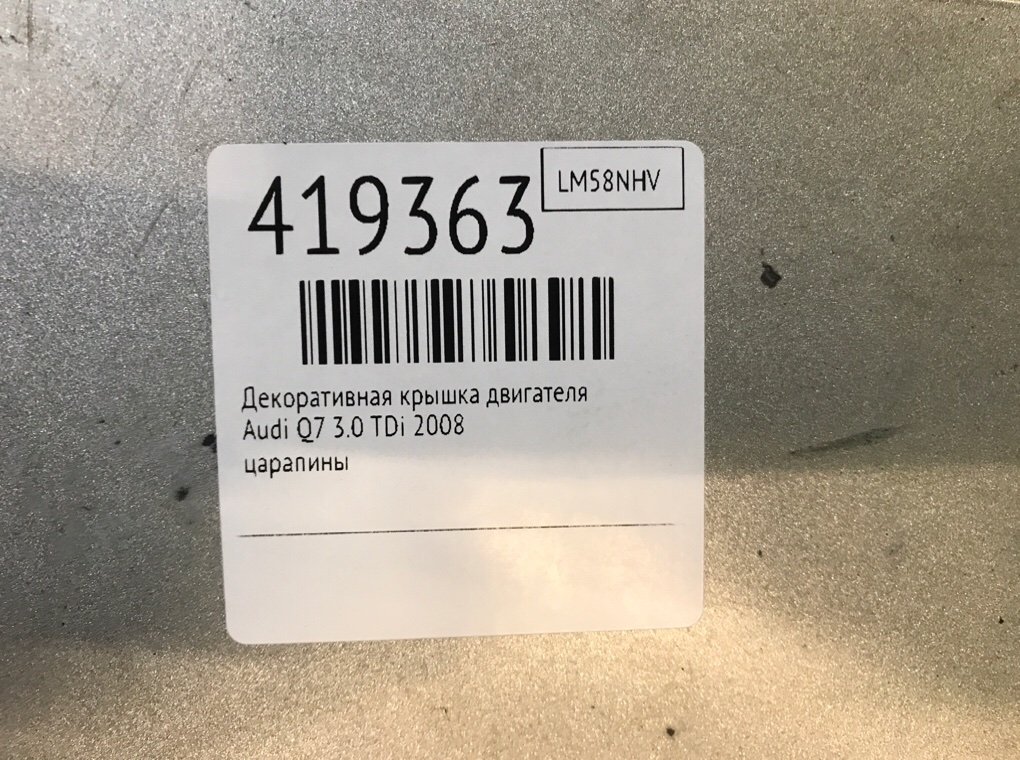 419363
LM58NHV
Декоративная крышка двигателя
Audi Q7 3.0 TDi 2008
царапины